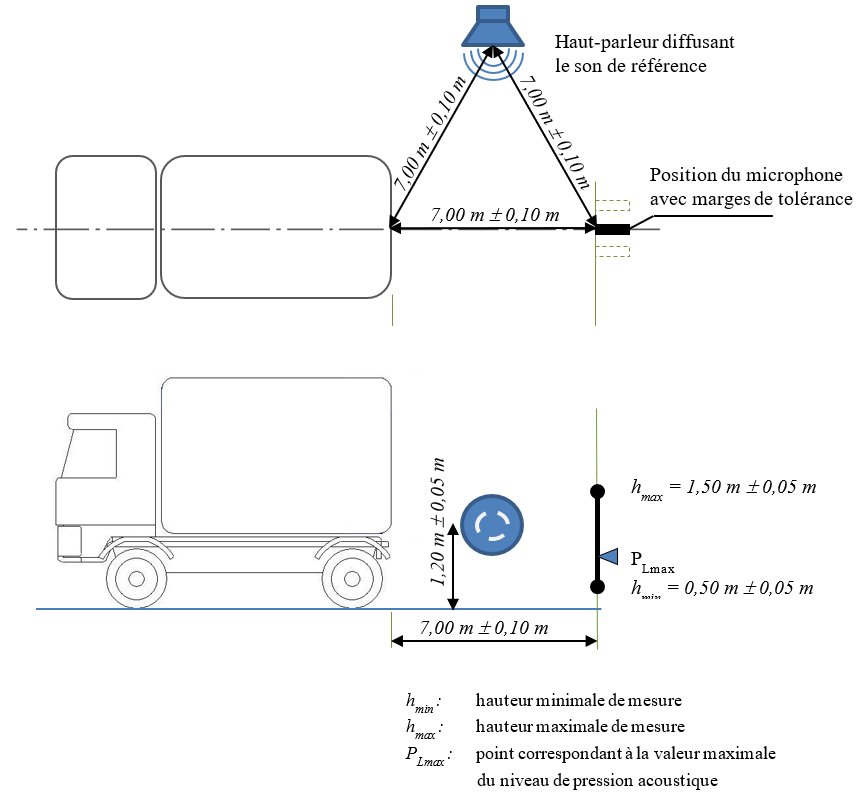 Haut-parleur diffusant
le son de référence
7,00 m ± 0,10 m
7,00 m ± 0,10 m
Position du microphone
avec marges de tolérance
7,00 m ± 0,10 m
1,20 m ± 0,05 m
hmax = 1,50 m ± 0,05 m
PLmax
hmin = 0,50 m ± 0,05 m
7,00 m ± 0,10 m
hmin : hauteur minimale de mesure
hmax : hauteur maximale de mesure
PLmax : point correspondant à la valeur maximale
du niveau de pression acoustique